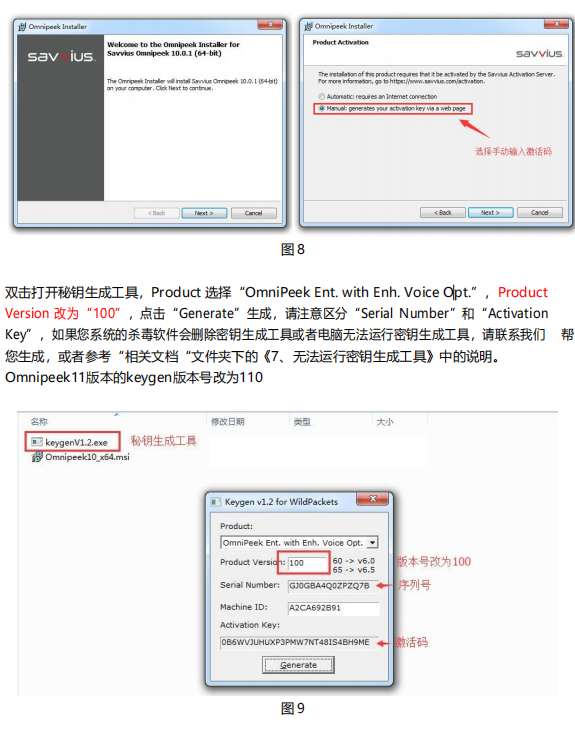 Omnipeek Installer
Welcome to the Omnipeek Installer for
Savvius Omnipeek 10.0.1 (64-bit)
savvius.
The Omnipeek Installer will install Savvius Omnipeek 10.0.1 (64-bit)
on your computer. Click Next to continue.
< Back Next > Cancel
Omnipeek Installer
Product Activation
savvius.
The installation of this product requires that it be activated by the Savvius Activation Server.
For more information, go to https://www.savvius.com/activation.
Automatic: requires an Internet connection
Manual: generates your activation key via a web page
选择手动输入激活码
< Back Next > Cancel
图 8
双击打开秘钥生成工具，Product 选择“OmniPeek Ent. with Enh. Voice Opt.”，Product
Version 改为“100”，点击“Generate”生成，请注意区分“Serial Number”和“Activation
Key”，如果您系统的杀毒软件会删除密钥生成工具或者电脑无法运行密钥生成工具，请联系我们 帮
您生成，或者参考“相关文档 “文件夹下的《7、无法运行密钥生成工具》中的说明。
Omnipeek11版本的keygen版本号改为110
名称 修改日期 类型 大小
keygenV1.2.exe 秘钥生成工具
Omnipeek10_x64.msi
Keygen v1.2 for WildPackets
Product:
OmniPeek Ent. with Enh. Voice Opt.
Product Version: 100 60 -> v6.0 版本号改为100
65 -> v6.5
Serial Number: GJ0GBA4Q0ZPZQ7B 序列号
Machine ID: A2CA692B91
Activation Key:
0B6WVJUHUXP3PMW7NT48IS4BH9ME 激活码
Generate
图 9